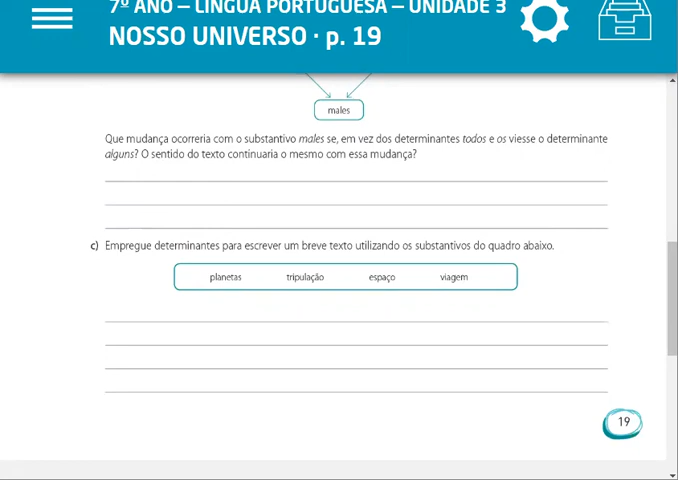 7º ANO – LÍNGUA PORTUGUESA – UNIDADE 3
NOSSO UNIVERSO · p. 19
males
Que mudança ocorreria com o substantivo males se, em vez dos determinantes todos e os viesse o determinante
alguns? O sentido do texto continuaria o mesmo com essa mudança?
c) Empregue determinantes para escrever um breve texto utilizando os substantivos do quadro abaixo.
planetas tripulação espaço viagem
19